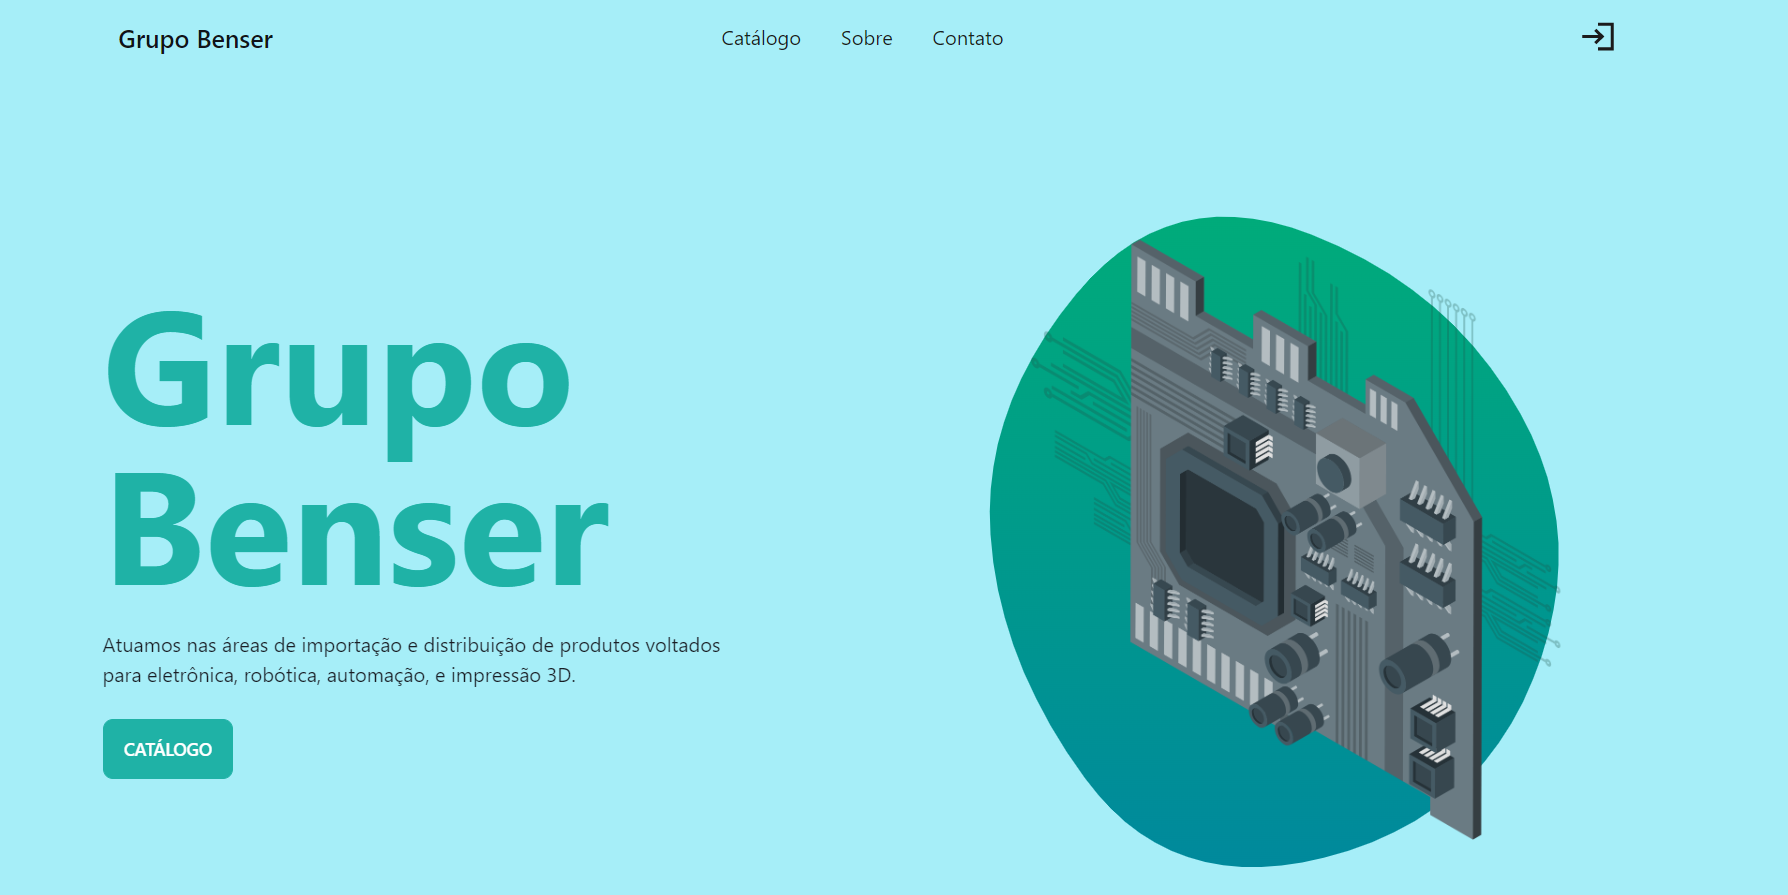 Grupo Benser
Catálogo Sobre Contato
Grupo
Benser
Atuamos nas áreas de importação e distribuição de produtos voltados
para eletrônica, robótica, automação, e impressão 3D.
CATÁLOGO